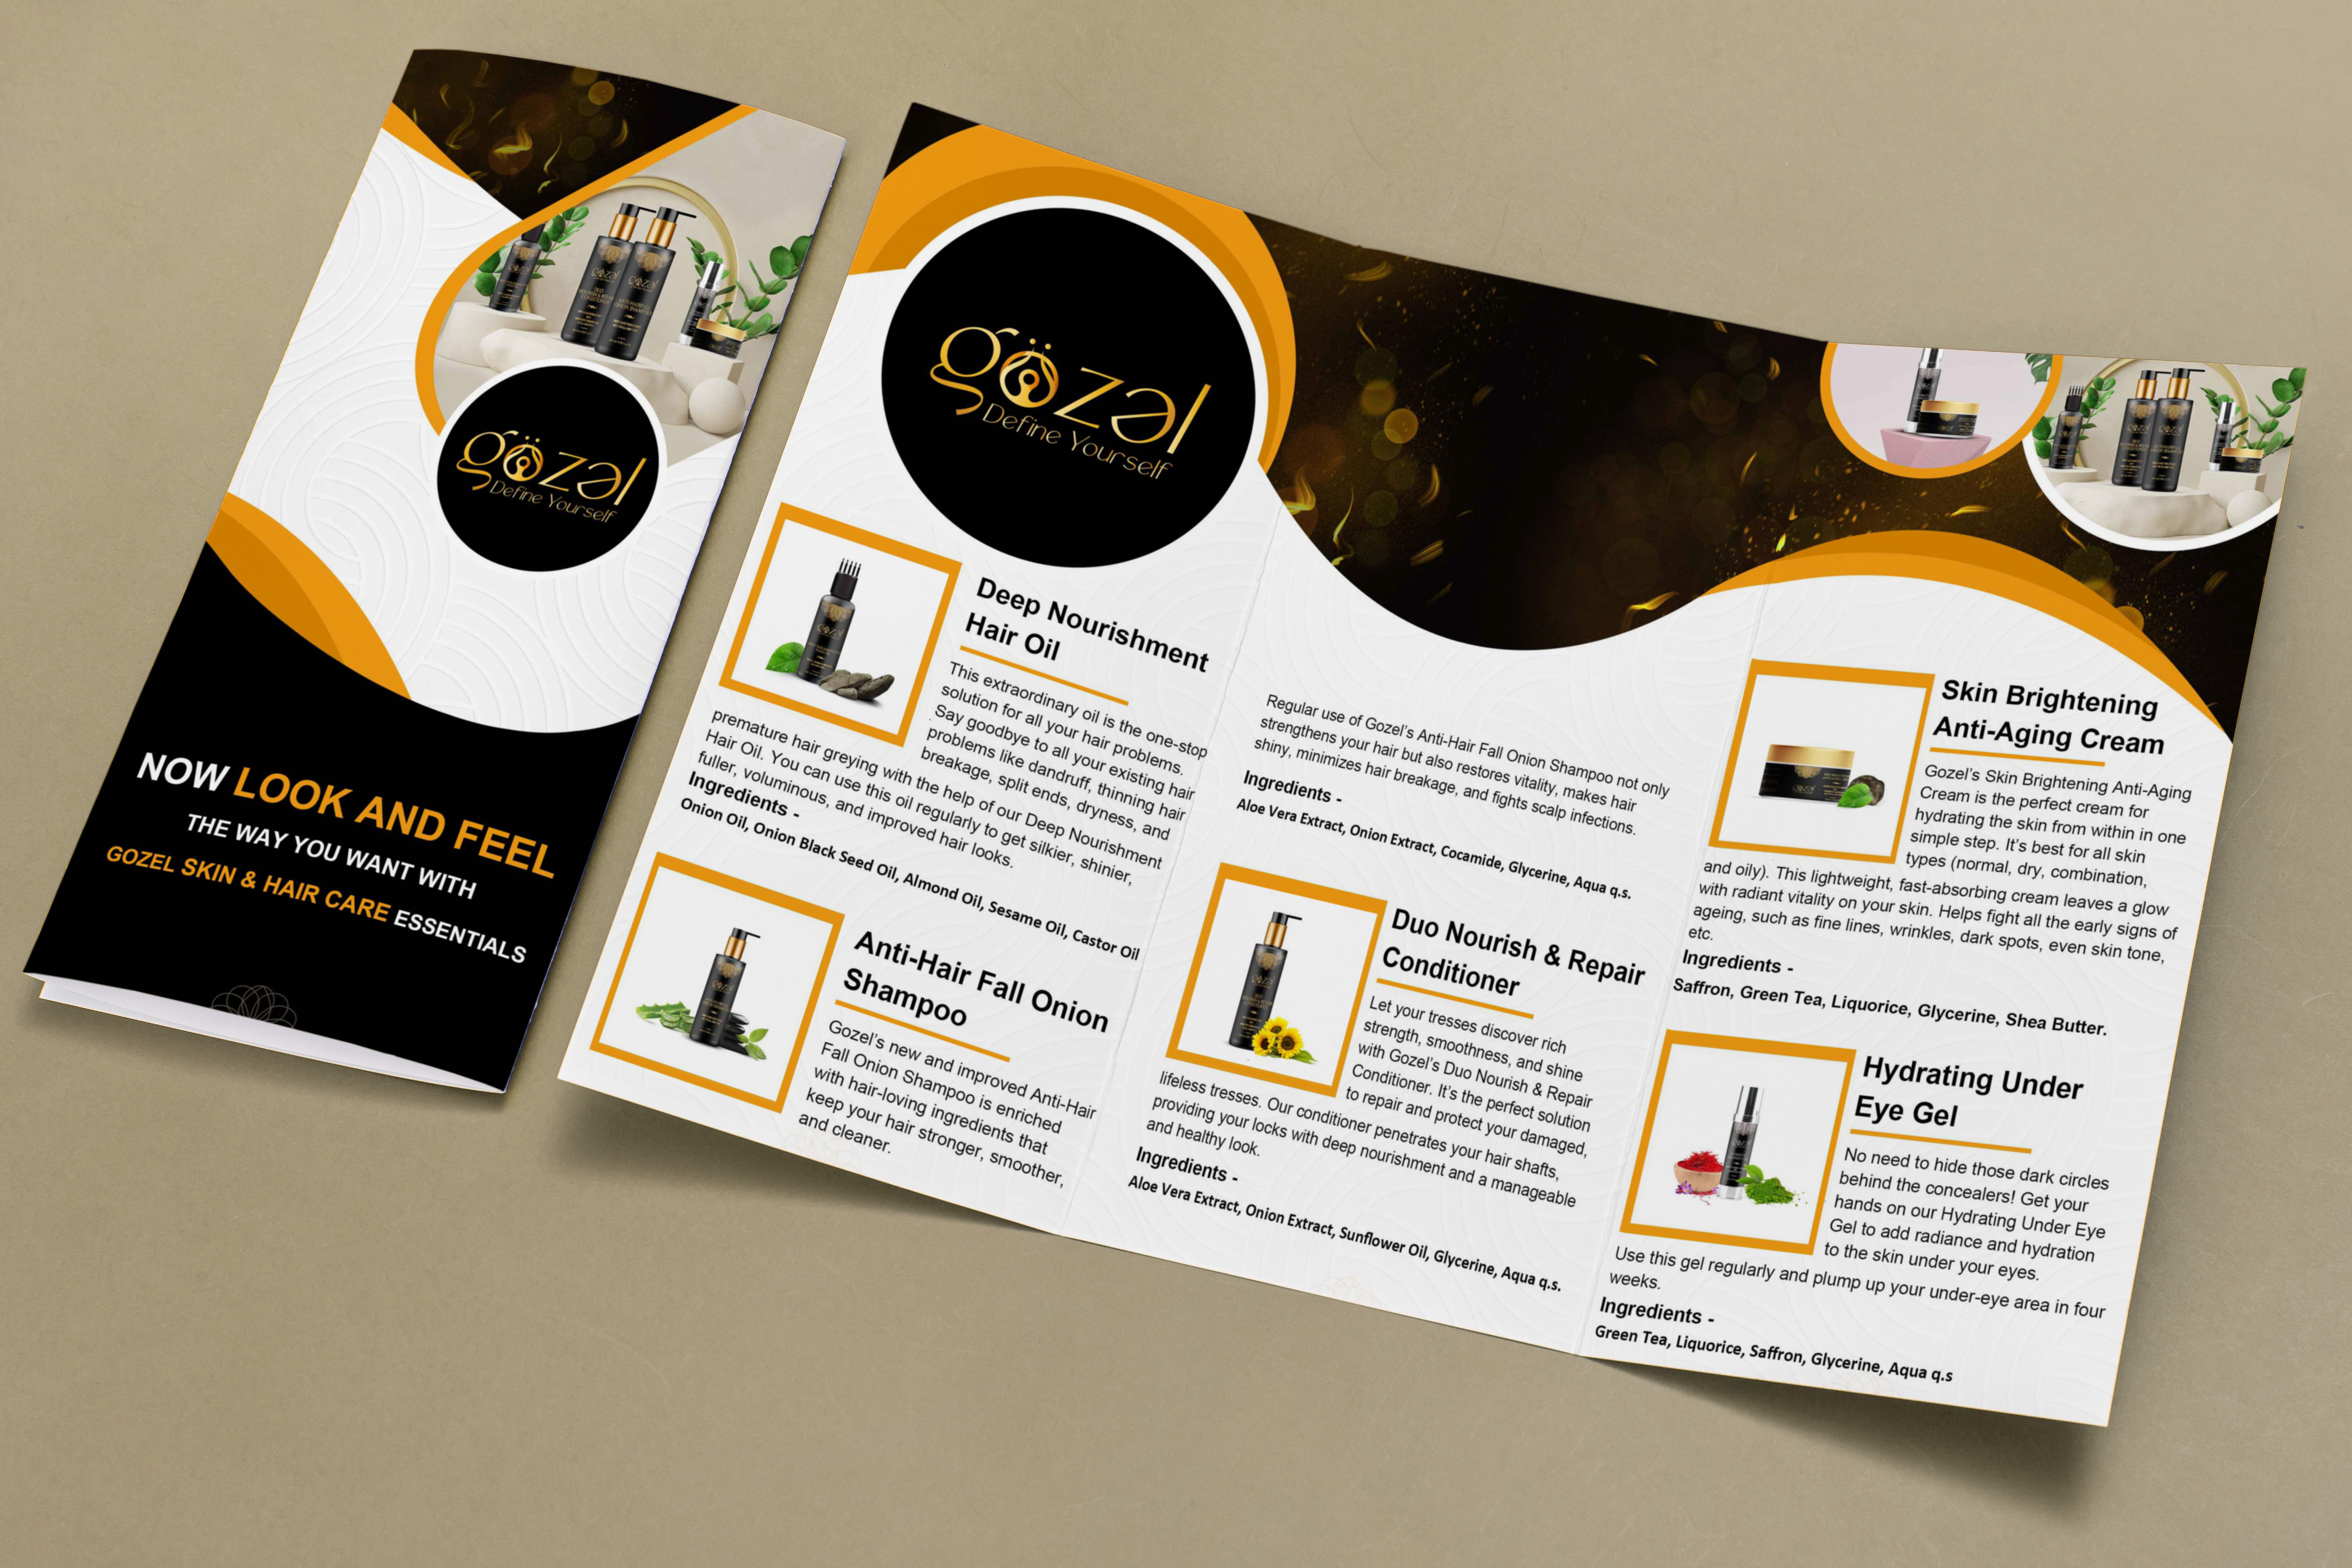 gözəl
Define Yourself
NOW LOOK AND FEEL
THE WAY YOU WANT WITH
GOZEL SKIN & HAIR CARE ESSENTIALS
gözəl
Define Yourself
Deep Nourishment
Hair Oil
This extraordinary oil is the one-stop
solution for all your hair problems.
Say goodbye to all your existing hair
problems like dandruff, thinning hair
breakage, split ends, dryness, and
premature hair greying with the help of our Deep Nourishment
Hair Oil. You can use this oil regularly to get silkier, shinier,
fuller, voluminous, and improved hair looks.
Ingredients -
Onion Oil, Onion Black Seed Oil, Almond Oil, Sesame Oil, Castor Oil
Anti-Hair Fall Onion
Shampoo
Gozel's new and improved Anti-Hair
Fall Onion Shampoo is enriched
with hair-loving ingredients that
keep your hair stronger, smoother,
and cleaner.
Regular use of Gozel's Anti-Hair Fall Onion Shampoo not only
strengthens your hair but also restores vitality, makes hair
shiny, minimizes hair breakage, and fights scalp infections.
Ingredients -
Aloe Vera Extract, Onion Extract, Cocamide, Glycerine, Aqua q.s.
Duo Nourish & Repair
Conditioner
Let your tresses discover rich
strength, smoothness, and shine
with Gozel's Duo Nourish & Repair
Conditioner. It's the perfect solution
to repair and protect your damaged,
lifeless tresses. Our conditioner penetrates your hair shafts,
providing your locks with deep nourishment and a manageable
and healthy look.
Ingredients -
Aloe Vera Extract, Onion Extract, Sunflower Oil, Glycerine, Aqua q.s.
Skin Brightening
Anti-Aging Cream
Gozel's Skin Brightening Anti-Aging
Cream is the perfect cream for
hydrating the skin from within in one
simple step. It's best for all skin
types (normal, dry, combination,
and oily). This lightweight, fast-absorbing cream leaves a glow
with radiant vitality on your skin. Helps fight all the early signs of
ageing, such as fine lines, wrinkles, dark spots, even skin tone,
etc.
Ingredients -
Saffron, Green Tea, Liquorice, Glycerine, Shea Butter.
Hydrating Under
Eye Gel
No need to hide those dark circles
behind the concealers! Get your
hands on our Hydrating Under Eye
Gel to add radiance and hydration
to the skin under your eyes.
Use this gel regularly and plump up your under-eye area in four
weeks.
Ingredients -
Green Tea, Liquorice, Saffron, Glycerine, Aqua q.s